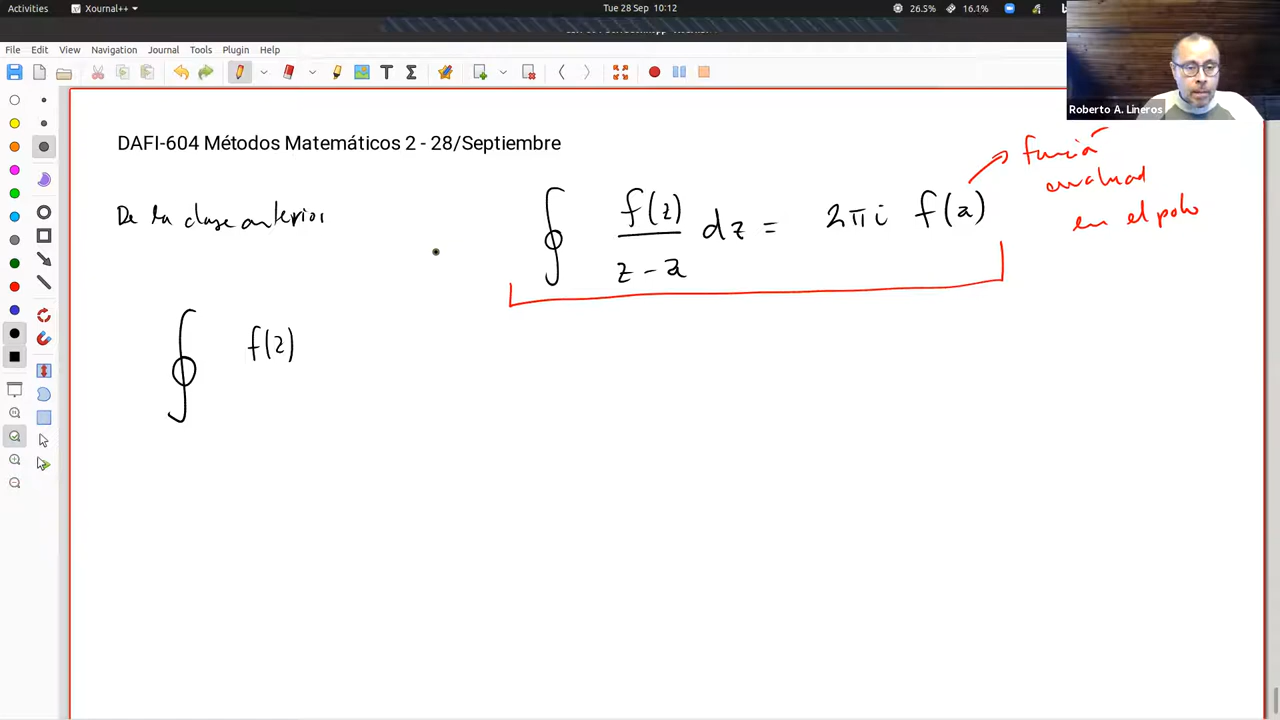 Activities Xournal++ Tue 28 Sep 10:12 26.5% 16.1%
File Edit View Navigation Journal Tools Plugin Help
Roberto A. Lineros
DAFI-604 Métodos Matemáticos 2 - 28/Septiembre
De la clase anterior
∮ f(z)/(z - a) dz = 2πi f(a)
función
evaluad
en el polo
∮ f(z)